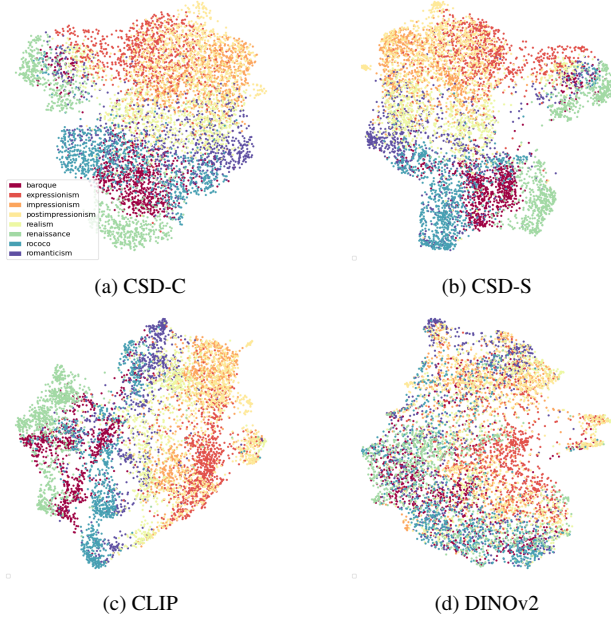 baroque
expressionism
impressionism
postimpressionism
realism
renaissance
rococo
romanticism
(a) CSD-C
(b) CSD-S
(c) CLIP
(d) DINOv2